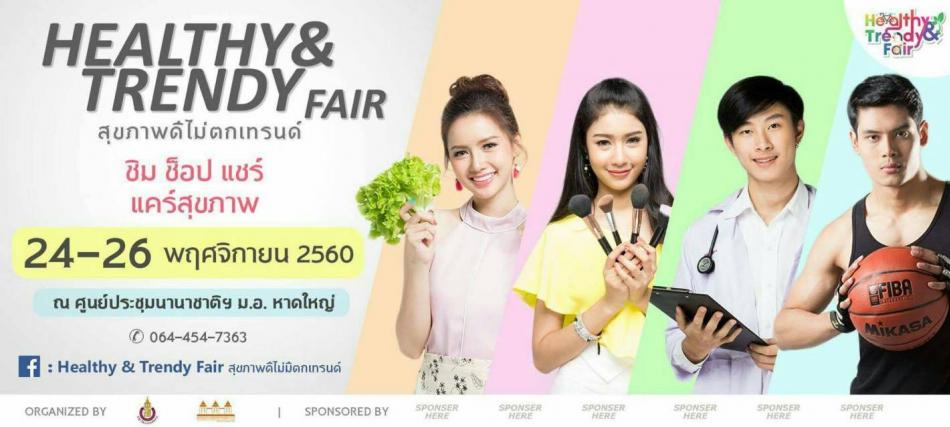 HEALTHY&
TRENDY FAIR
สุขภาพดีไม่ตกเทรนด์
ชิม ช็อป แชร์
แคร์สุขภาพ
24-26 พฤศจิกายน 2560
ณ ศูนย์ประชุมนานาชาติฯ ม.อ. หาดใหญ่
064-454-7363
: Healthy & Trendy Fair สุขภาพดีไม่มีตกเทรนด์
Healthy
Trendy&
Fair
FIBA
MIKASA
ORGANIZED BY | SPONSORED BY
SPONSER HERE SPONSER HERE SPONSER HERE SPONSER HERE SPONSER HERE SPONSER HERE